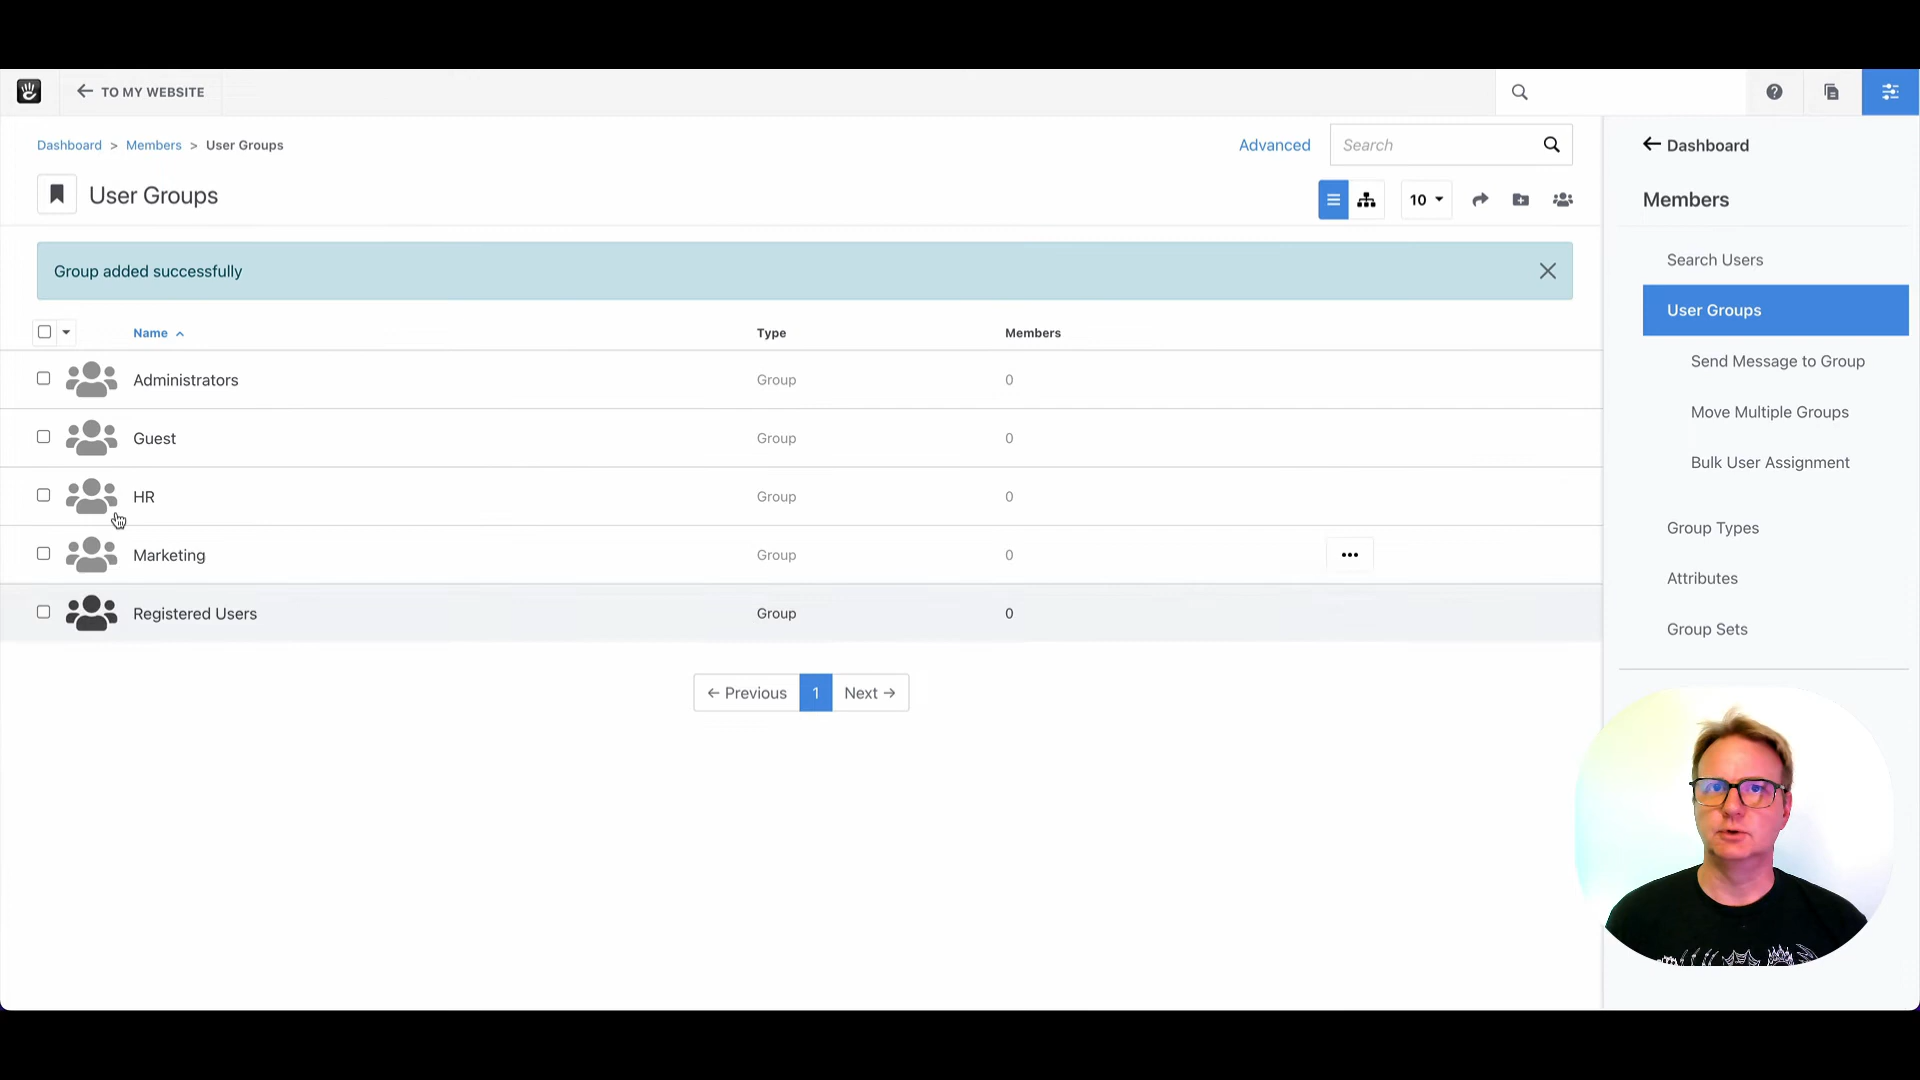 TO MY WEBSITE
Dashboard > Members > User Groups
Advanced
Search
User Groups
10
Group added successfully
Name Type Members
Administrators Group 0
Guest Group 0
HR Group 0
Marketing Group 0
Registered Users Group 0
← Previous 1 Next →
← Dashboard
Members
Search Users
User Groups
Send Message to Group
Move Multiple Groups
Bulk User Assignment
Group Types
Attributes
Group Sets